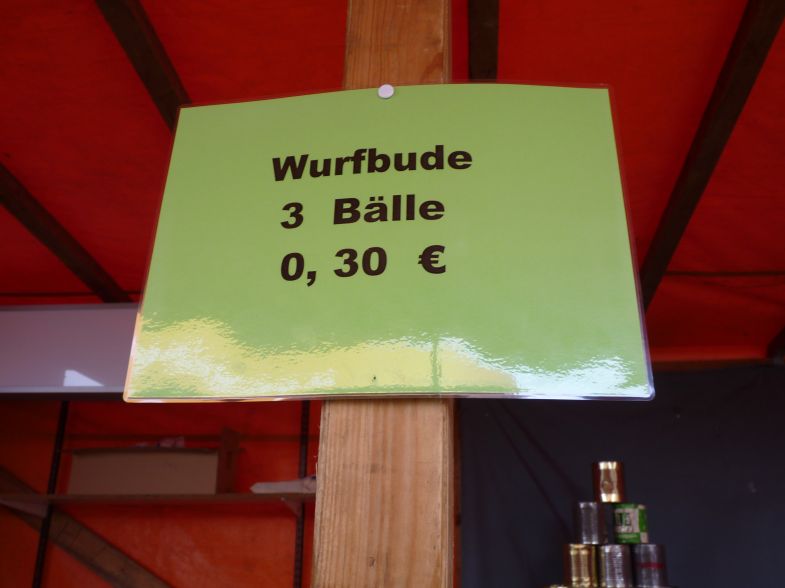 Wurfbude
3 Bälle
0, 30 €